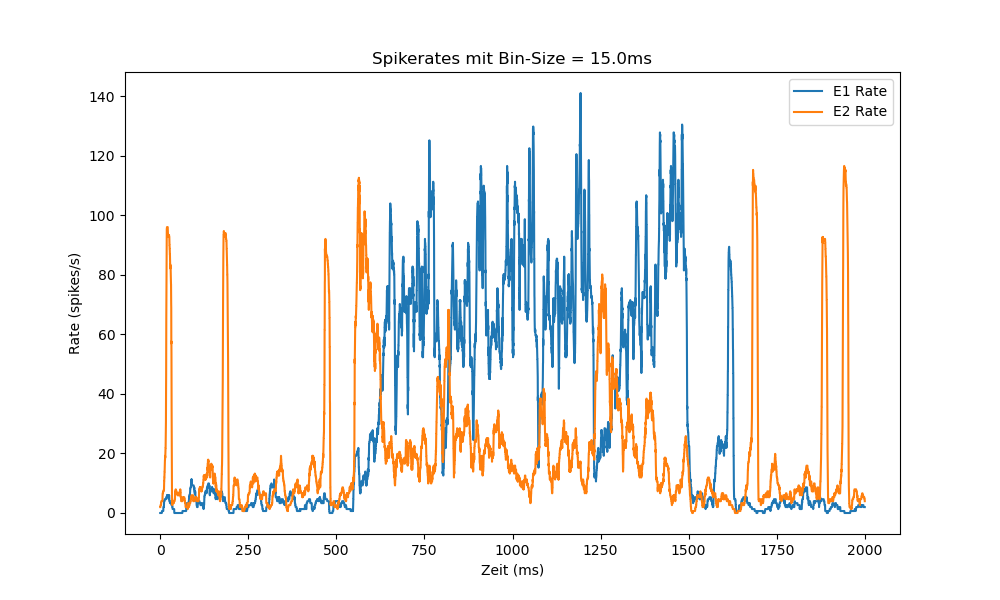 Spikerates mit Bin-Size = 15.0ms
E1 Rate
E2 Rate
Rate (spikes/s)
140
120
100
80
60
40
20
0
0 250 500 750 1000 1250 1500 1750 2000
Zeit (ms)